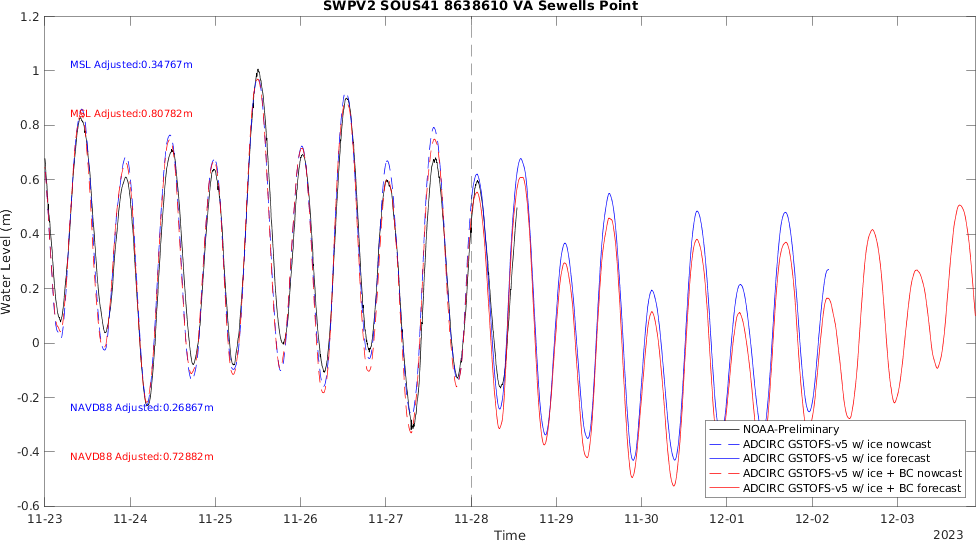 SWPV2 SOUS41 8638610 VA Sewells Point
1.2
1
0.8
0.6
0.4
0.2
0
-0.2
-0.4
-0.6
Water Level (m)
MSL Adjusted:0.34767m
MSL Adjusted:0.80782m
NAVD88 Adjusted:0.26867m
NAVD88 Adjusted:0.72882m
NOAA-Preliminary
ADCIRC GSTOFS-v5 w/ ice nowcast
ADCIRC GSTOFS-v5 w/ ice forecast
ADCIRC GSTOFS-v5 w/ ice + BC nowcast
ADCIRC GSTOFS-v5 w/ ice + BC forecast
11-23 11-24 11-25 11-26 11-27 11-28 11-29 11-30 12-01 12-02 12-03
Time
2023